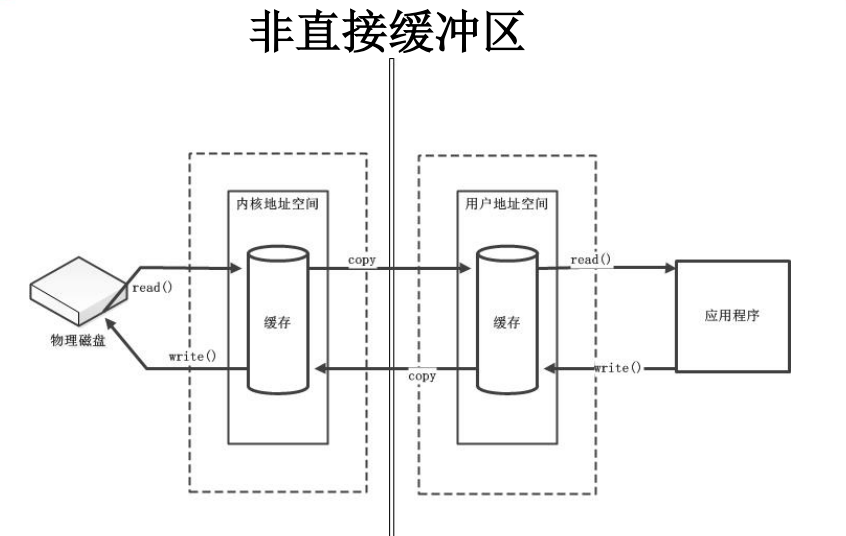 非直接缓冲区
内核地址空间
用户地址空间
copy
read()
read()
缓存
缓存
应用程序
物理磁盘
write()
copy
write()